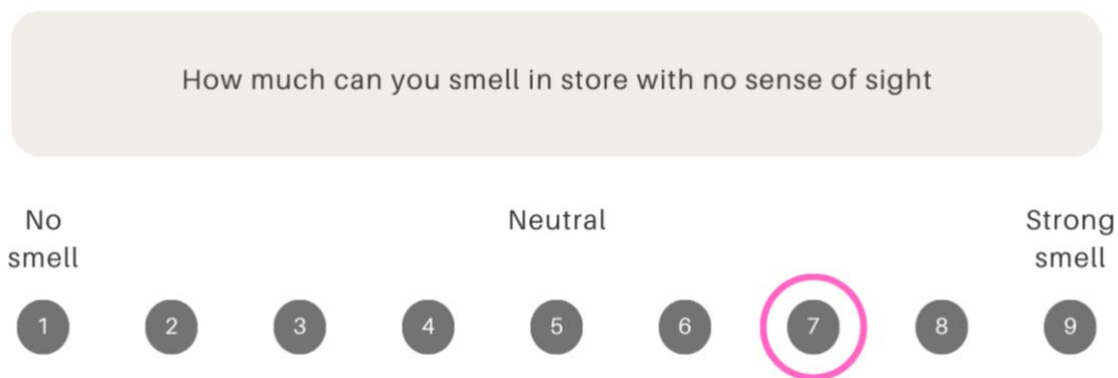 How much can you smell in store with no sense of sight
No
smell
Neutral
Strong
smell
1 2 3 4 5 6 7 8 9